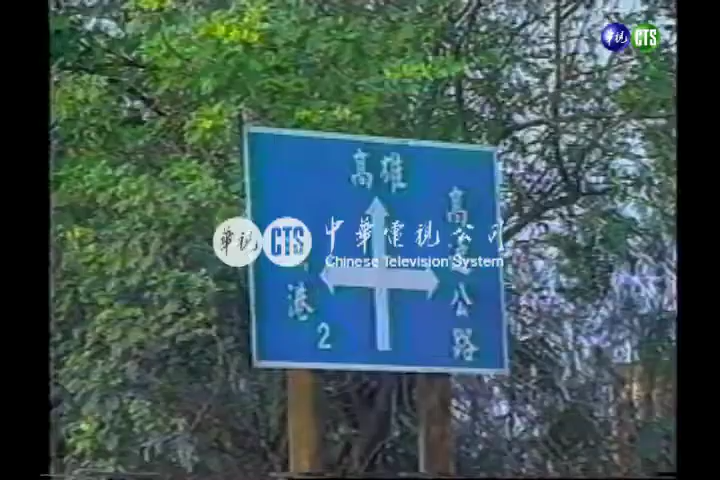 華視 CTS
高雄
高
公
路
港
2
華視 CTS 中華電視公司
Chinese Television System